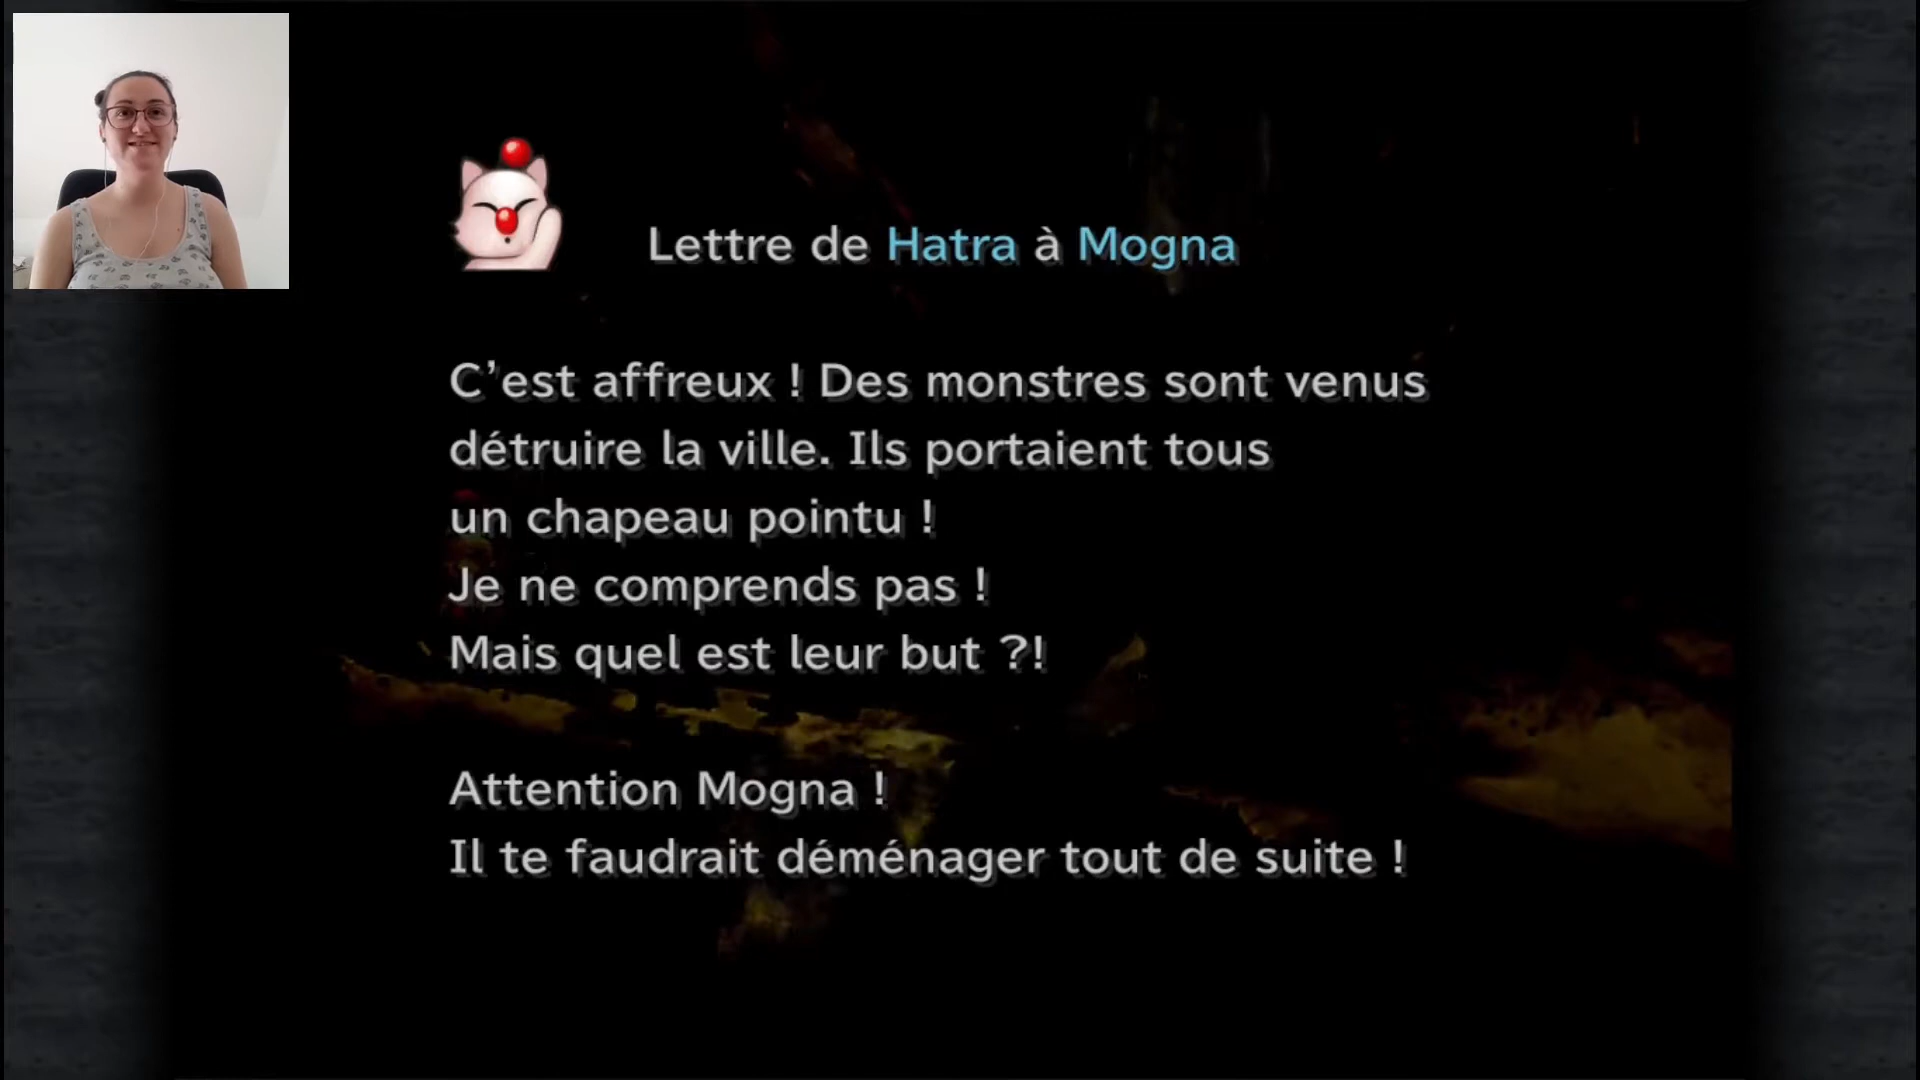 Lettre de Hatra à Mogna
C'est affreux ! Des monstres sont venus
détruire la ville. Ils portaient tous
un chapeau pointu !
Je ne comprends pas !
Mais quel est leur but ?!
Attention Mogna !
Il te faudrait déménager tout de suite !